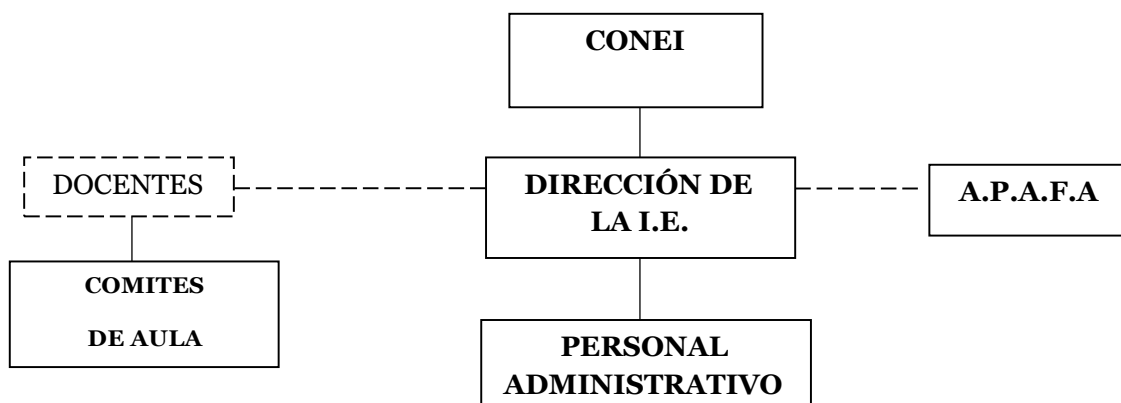 CONEI
DOCENTES
DIRECCIÓN DE
LA I.E.
A.P.A.F.A
COMITES
DE AULA
PERSONAL
ADMINISTRATIVO